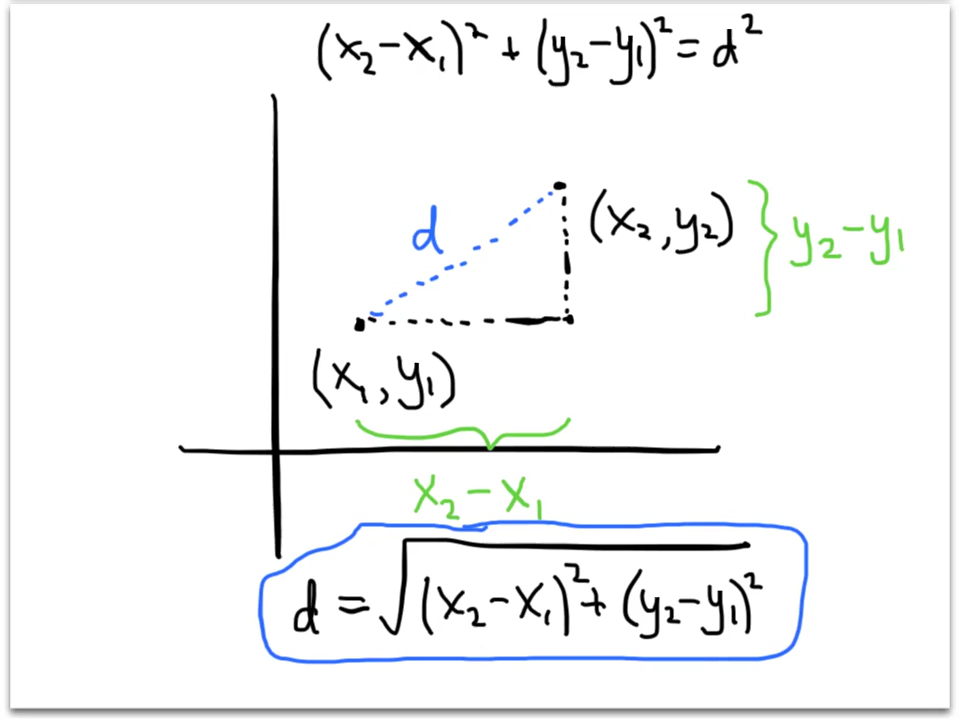 (x₂-x₁)² + (y₂-y₁)² = d²
d
(x₂, y₂)
y₂-y₁
(x₁, y₁)
x₂-x₁
d = √(x₂-x₁)² + (y₂-y₁)²